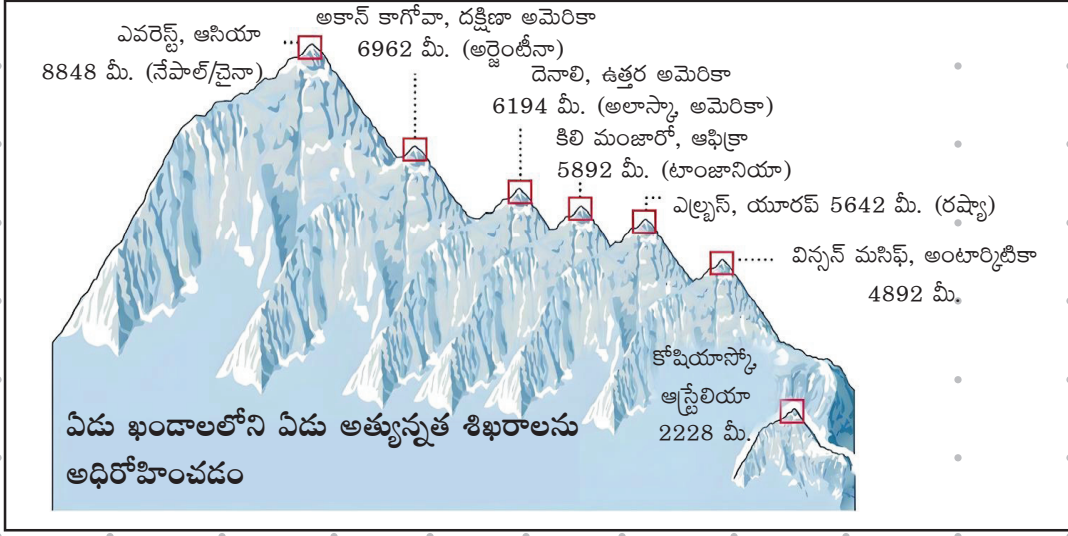 ఎవరెస్ట్, ఆసియా
8848 మీ. (నేపాల్/చైనా)
అకాన్ కాగోవా, దక్షిణా అమెరికా
6962 మీ. (అర్జెంటీనా)
దెనాలి, ఉత్తర అమెరికా
6194 మీ. (అలాస్కా, అమెరికా)
కిలి మంజారో, ఆఫ్రికా
5892 మీ. (టాంజానియా)
ఎల్బ్రుస్, యూరప్ 5642 మీ. (రష్యా)
విన్సన్ మసిఫ్, అంటార్కిటికా
4892 మీ.
కోషియాస్కో,
ఆస్ట్రేలియా
2228 మీ.
ఏడు ఖండాలలోని ఏడు అత్యున్నత శిఖరాలను
అధిరోహించడం